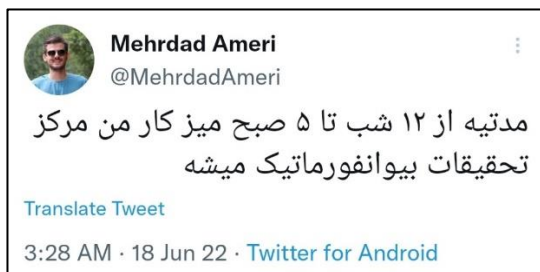 Mehrdad Ameri
@MehrdadAmeri
مدتیه از ۱۲ شب تا ۵ صبح میز کار من مرکز
تحقیقات بیوانفورماتیک میشه
Translate Tweet
3:28 AM · 18 Jun 22 · Twitter for Android